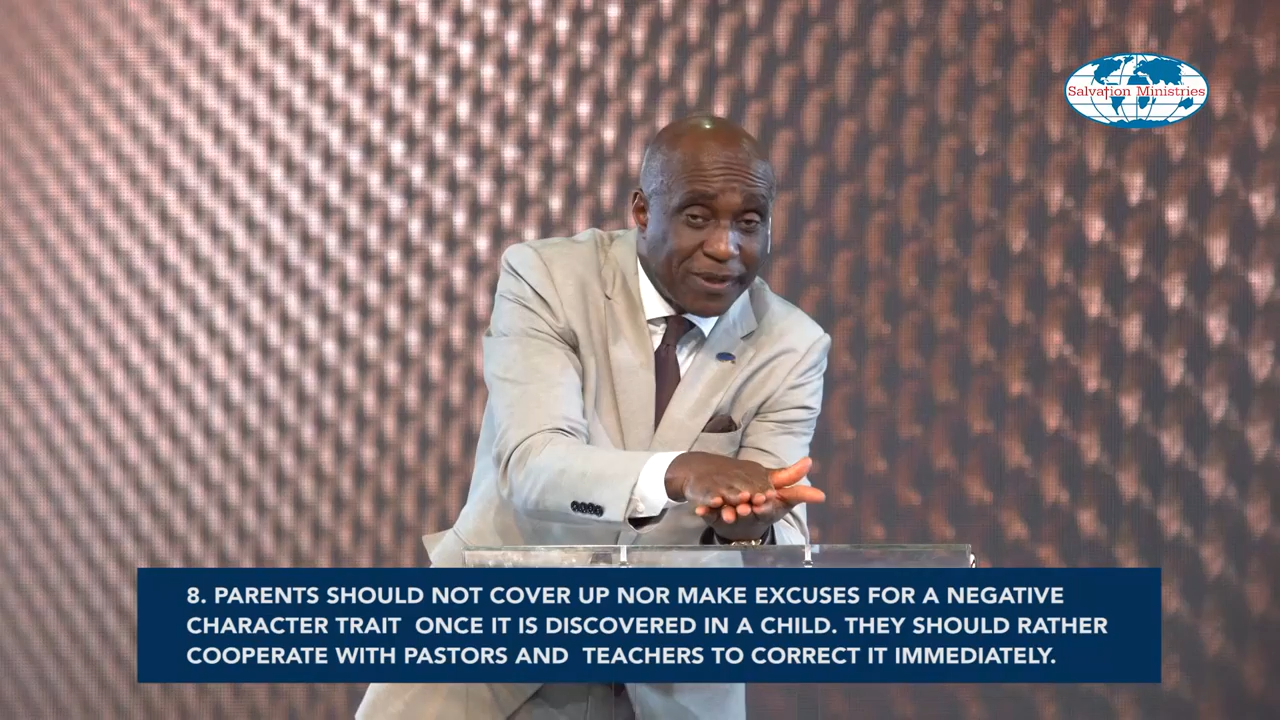 Salvation Ministries
8. PARENTS SHOULD NOT COVER UP NOR MAKE EXCUSES FOR A NEGATIVE
CHARACTER TRAIT  ONCE IT IS DISCOVERED IN A CHILD. THEY SHOULD RATHER
COOPERATE WITH PASTORS AND  TEACHERS TO CORRECT IT IMMEDIATELY.